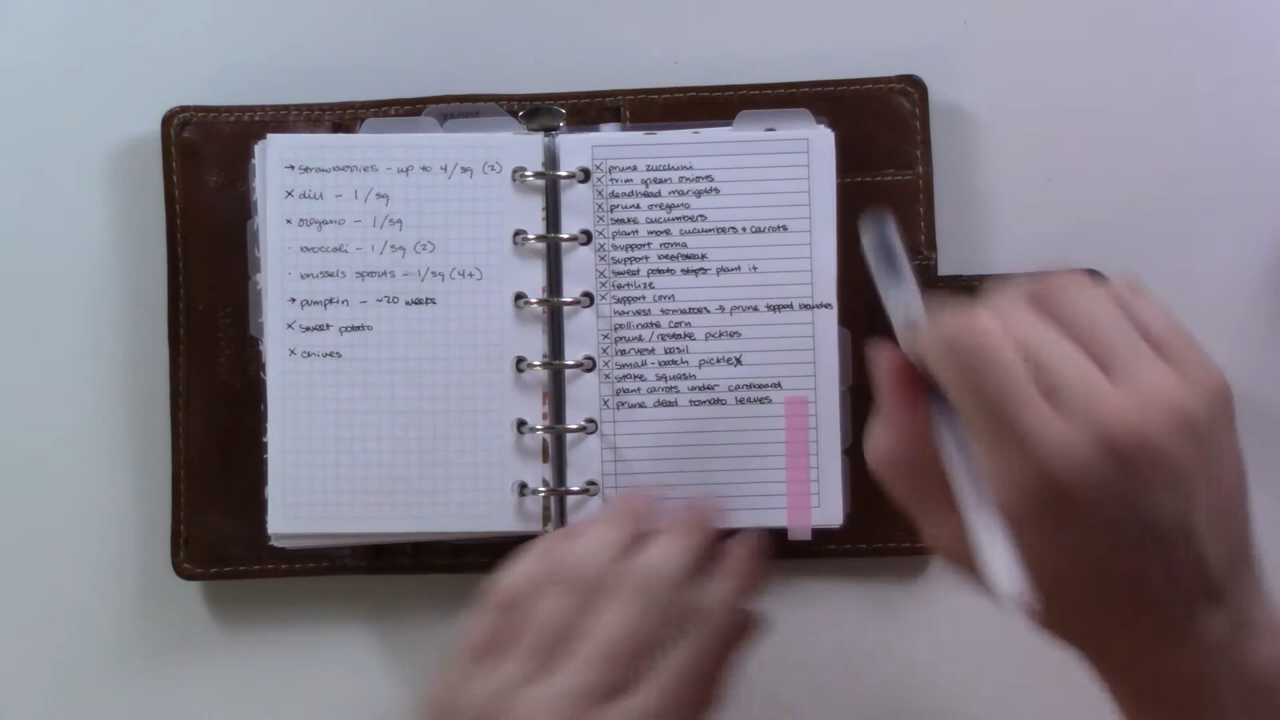 → strawberries - up to 4/sq (2)
× dill - 1/sq
× oregano - 1/sq
· broccoli - 1/sq (2)
· brussels sprouts - 1/sq (4+)
→ pumpkin - ~20 weeks
× sweet potato
× chives
× prune zucchini
× trim green onions
× deadhead marigolds
× prune oregano
× stake cucumbers
× plant more cucumbers + carrots
× support roma
× support beefsteak
× sweet potato slips plant it
× fertilize
× support corn
harvest tomatoes → prune topped branches
pollinate corn
× prune/restake pickles
× harvest basil
× small-batch pickle
× stake squash
plant carrots under cardboard
× prune dead tomato leaves